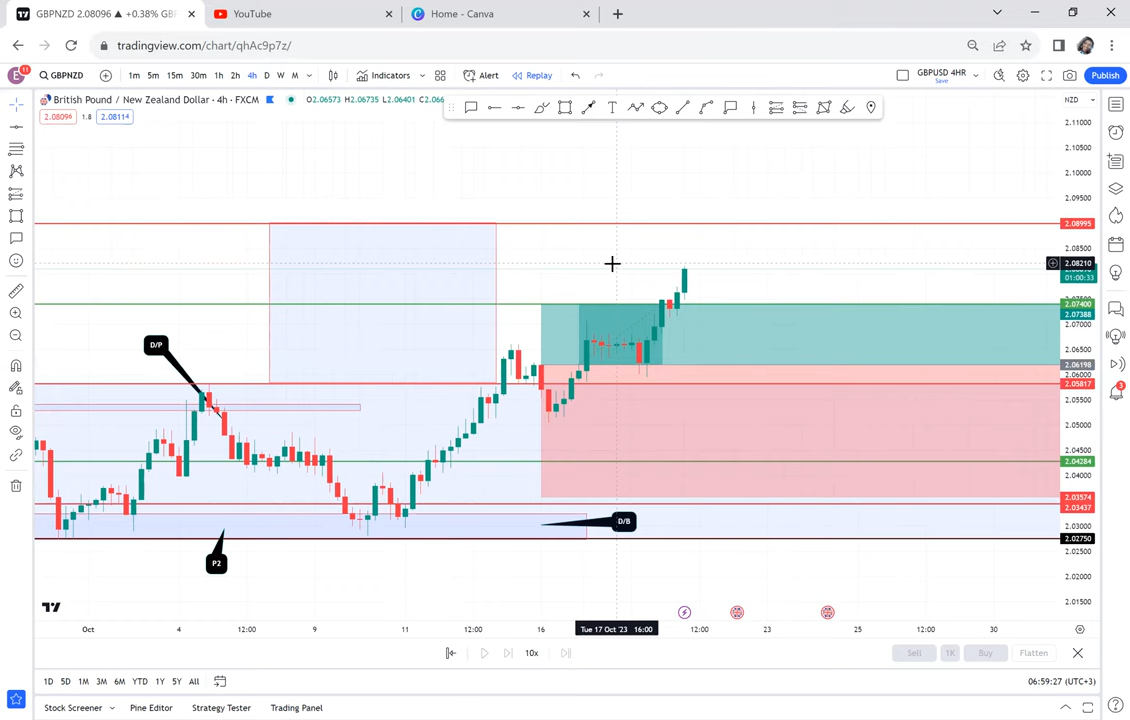 GBPNZD 2.08096 ▲ +0.38% GBP
YouTube
Home - Canva
tradingview.com/chart/qhAc9p7z/
E 11
GBPNZD
1m 5m 15m 30m 1h 2h 4h D W M
Indicators
Alert
Replay
GBPUSD 4HR
Save
Publish
British Pound / New Zealand Dollar · 4h · FXCM
O2.06573 H2.06735 L2.06401 C2.06
2.08096 1.8 2.08114
NZD
2.11000
2.10500
2.10000
2.09500
2.08995
2.08500
2.08210
01:00:33
2.07400
2.07388
2.07000
2.06500
2.06198
2.06000
2.05817
2.05500
2.05000
2.04500
2.04284
2.04000
2.03574
2.03437
2.03000
2.02750
2.02500
2.02000
2.01500
D/P
D/B
P2
Oct 4 12:00 9 11 12:00 16 Tue 17 Oct '23 16:00 12:00 23 25 12:00 30
10x
Sell 1K Buy Flatten
1D 5D 1M 3M 6M YTD 1Y 5Y All
06:59:27 (UTC+3)
Stock Screener Pine Editor Strategy Tester Trading Panel
3